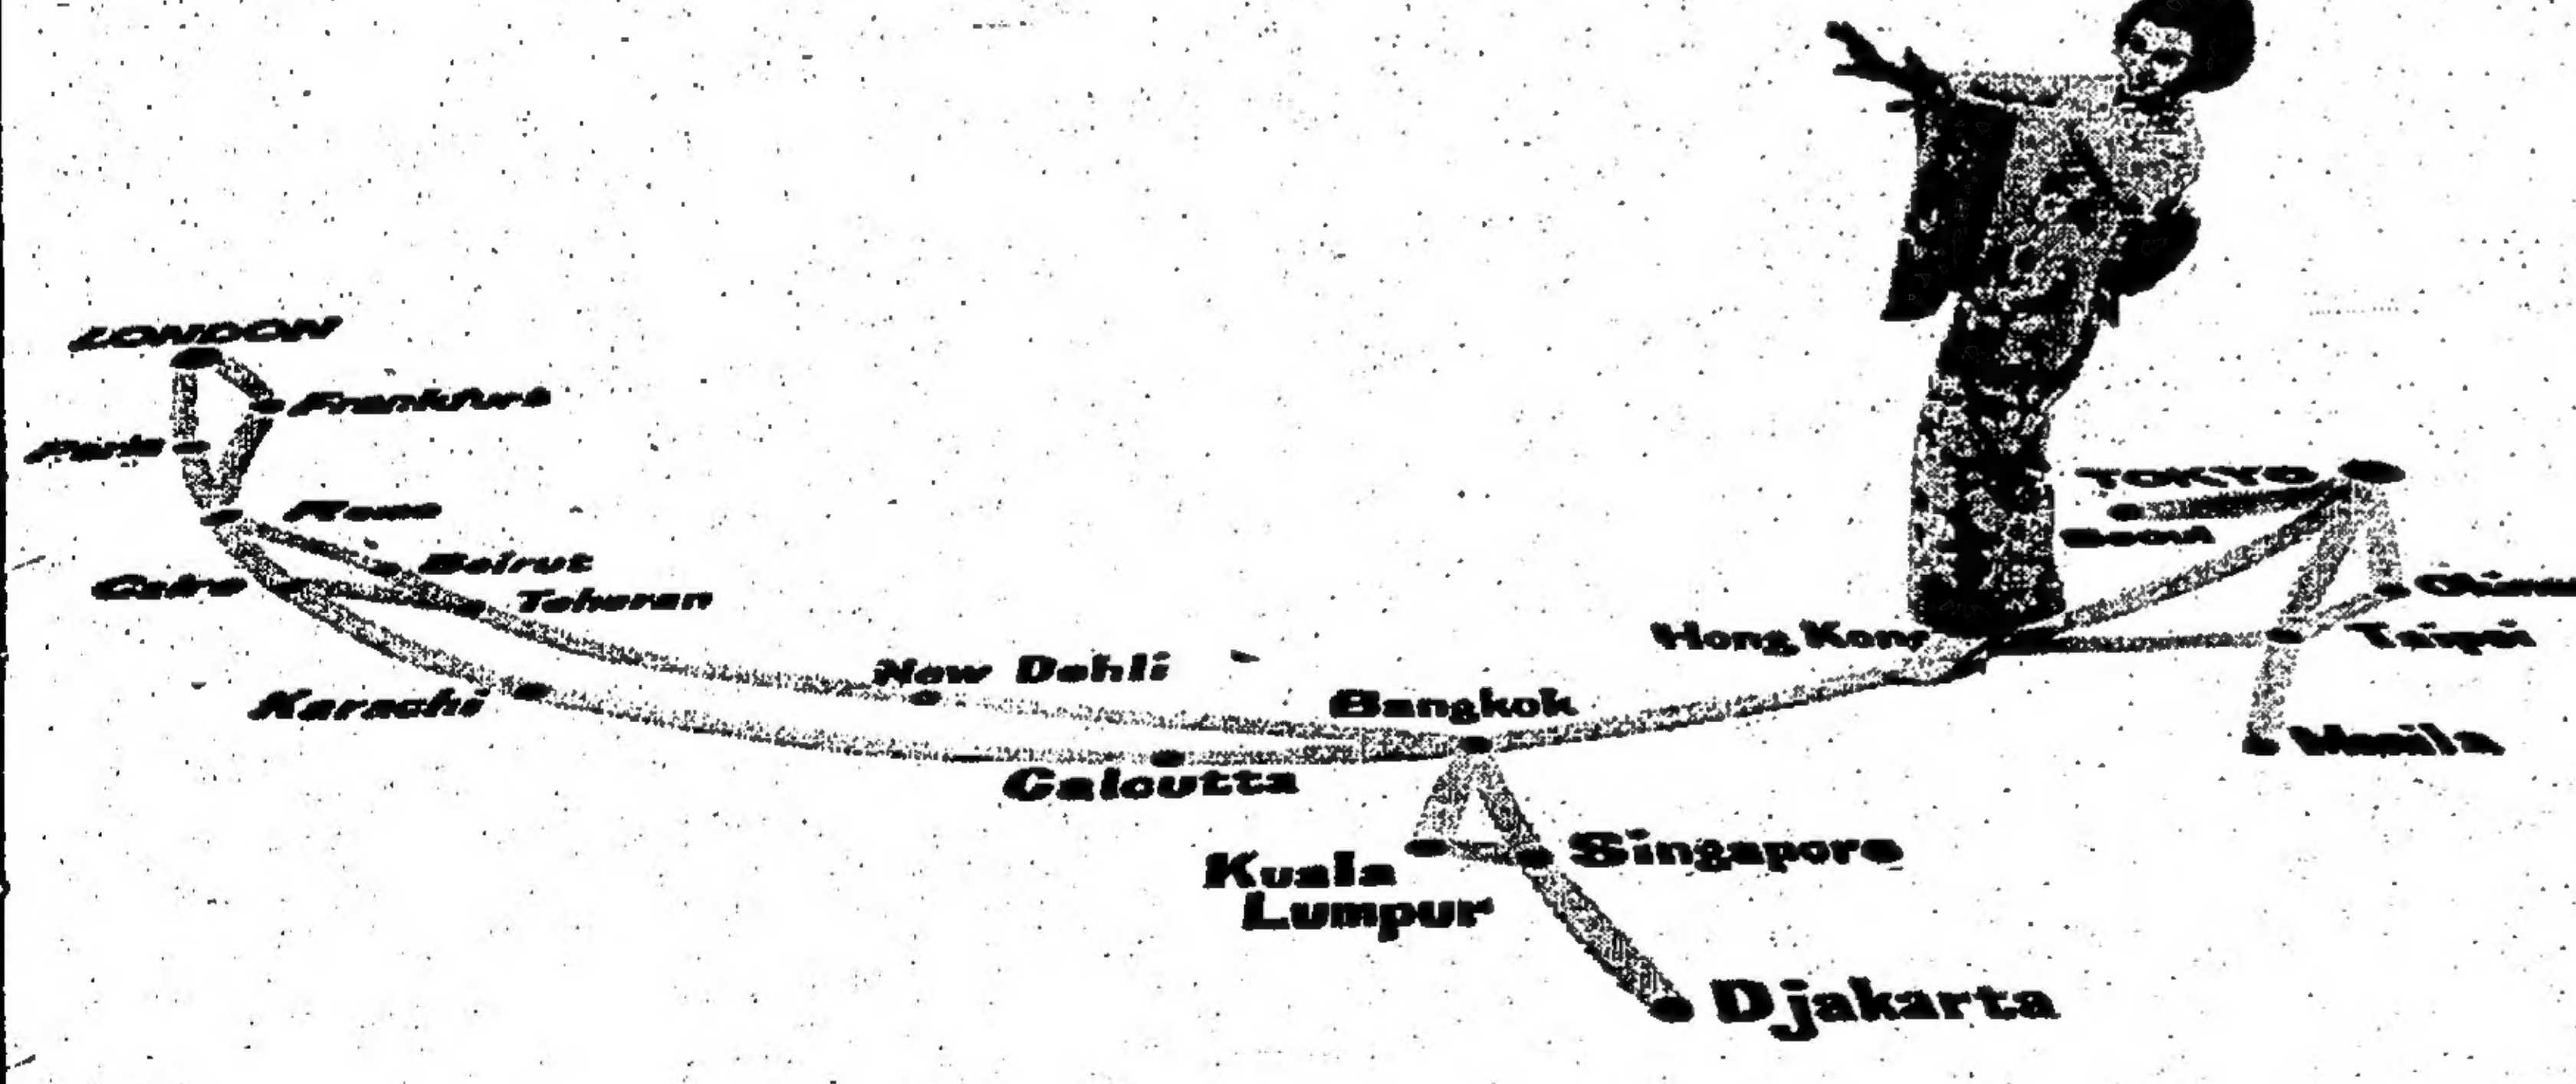 LONDON
Frankfurt
Paris
Rome
Beirut
Cairo
Teheran
Karachi
New Dehli
Calcutta
Bangkok
Hong Kong
TOKYO
Seoul
Taipei
Manila
Kuala
Lumpur
Singapore
Djakarta